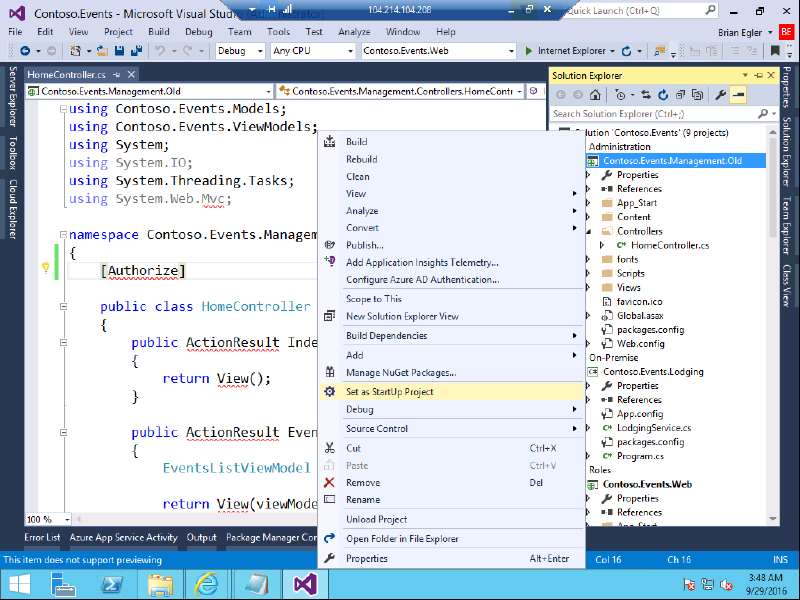 Contoso.Events - Microsoft Visual Stu
104.214.104.208
Quick Launch (Ctrl+Q)
File Edit View Project Build Debug Team Tools Test Analyze Window Help
Brian Egler
BE
Debug Any CPU Contoso.Events.Web Internet Explorer
Server Explorer
Toolbox
Cloud Explorer
HomeController.cs
Contoso.Events.Management.Old
Contoso.Events.Management.Controllers.HomeContr
using Contoso.Events.Models;
using Contoso.Events.ViewModels;
using System;
using System.IO;
using System.Threading.Tasks;
using System.Web.Mvc;
namespace Contoso.Events.Managem
{
[Authorize]
public class HomeController
{
public ActionResult Inde
{
return View();
}
public ActionResult Even
{
EventsListViewModel
return View(viewMode
100 %
Build
Rebuild
Clean
View
Analyze
Convert
Publish...
Add Application Insights Telemetry...
Configure Azure AD Authentication...
Scope to This
New Solution Explorer View
Build Dependencies
Add
Manage NuGet Packages...
Set as StartUp Project
Debug
Source Control
Cut Ctrl+X
Paste Ctrl+V
Remove Del
Rename
Unload Project
Open Folder in File Explorer
Properties Alt+Enter
Solution Explorer
Search Solution Explorer (Ctrl+;)
Solution 'Contoso.Events' (9 projects)
Administration
Contoso.Events.Management.Old
Properties
References
App_Start
Content
Controllers
HomeController.cs
fonts
Scripts
Views
favicon.ico
Global.asax
packages.config
Web.config
On-Premise
Contoso.Events.Lodging
Properties
References
App.config
LodgingService.cs
packages.config
Program.cs
Roles
Contoso.Events.Web
Properties
References
App_Start
Properties
Solution Explorer
Team Explorer
Class View
Error List Azure App Service Activity Output Package Manager Con
This item does not support previewing
Col 16 Ch 16 INS
3:48 AM
9/29/2016